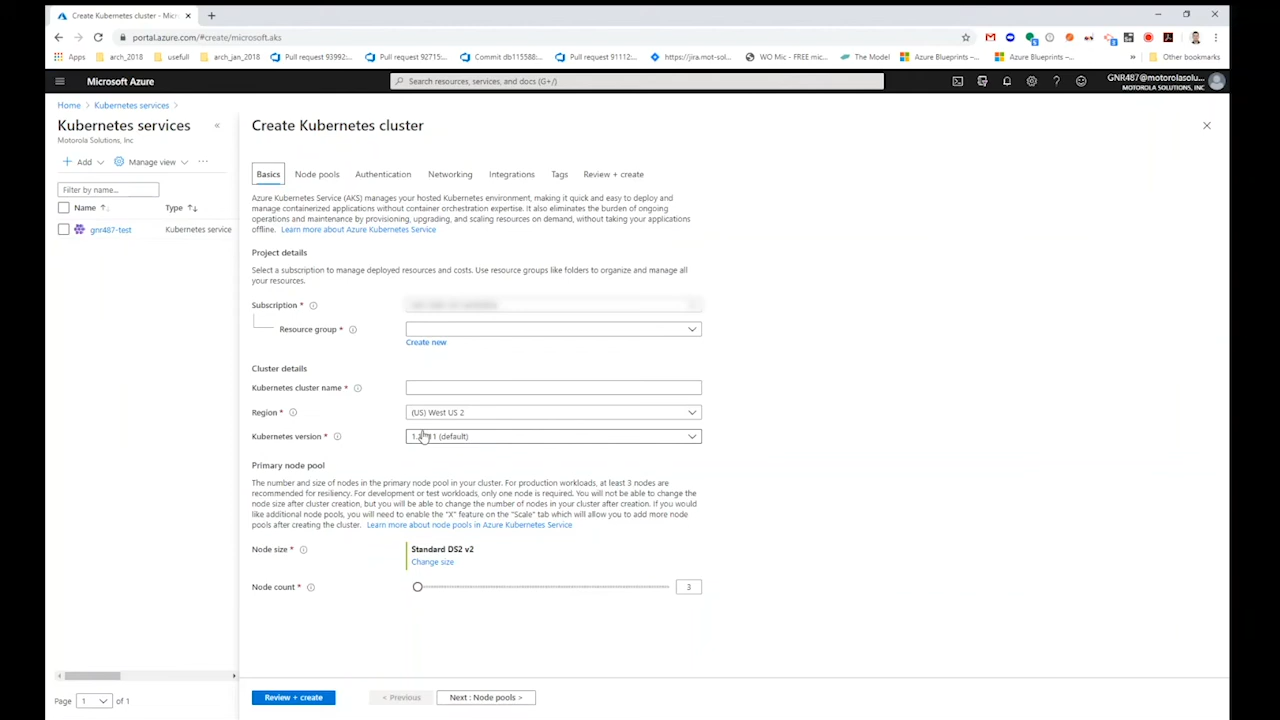 Create Kubernetes cluster - Micr
portal.azure.com/#create/microsoft.aks
Apps arch_2018 usefull arch_jan_2018 Pull request 93992:... Pull request 92715:... Commit db115588:... Pull request 91112:... https://jira.mot-sol... WO Mic - FREE mic... The Model Azure Blueprints –... Azure Blueprints –... » Other bookmarks
Microsoft Azure
Search resources, services, and docs (G+/)
GNR487@motorolasolu...
MOTOROLA SOLUTIONS, INC
Home > Kubernetes services >
Kubernetes services «
Motorola Solutions, Inc
Add Manage view ...
Filter by name...
Name ↑↓ Type ↑↓
gnr487-test Kubernetes service
Page 1 of 1
Create Kubernetes cluster
Basics Node pools Authentication Networking Integrations Tags Review + create
Azure Kubernetes Service (AKS) manages your hosted Kubernetes environment, making it quick and easy to deploy and
manage containerized applications without container orchestration expertise. It also eliminates the burden of ongoing
operations and maintenance by provisioning, upgrading, and scaling resources on demand, without taking your applications
offline. Learn more about Azure Kubernetes Service
Project details
Select a subscription to manage deployed resources and costs. Use resource groups like folders to organize and manage all
your resources.
Subscription *
Resource group *
Create new
Cluster details
Kubernetes cluster name *
Region * (US) West US 2
Kubernetes version * (default)
Primary node pool
The number and size of nodes in the primary node pool in your cluster. For production workloads, at least 3 nodes are
recommended for resiliency. For development or test workloads, only one node is required. You will not be able to change the
node size after cluster creation, but you will be able to change the number of nodes in your cluster after creation. If you would
like additional node pools, you will need to enable the "X" feature on the "Scale" tab which will allow you to add more node
pools after creating the cluster. Learn more about node pools in Azure Kubernetes Service
Node size * Standard DS2 v2
Change size
Node count * 3
Review + create < Previous Next : Node pools >